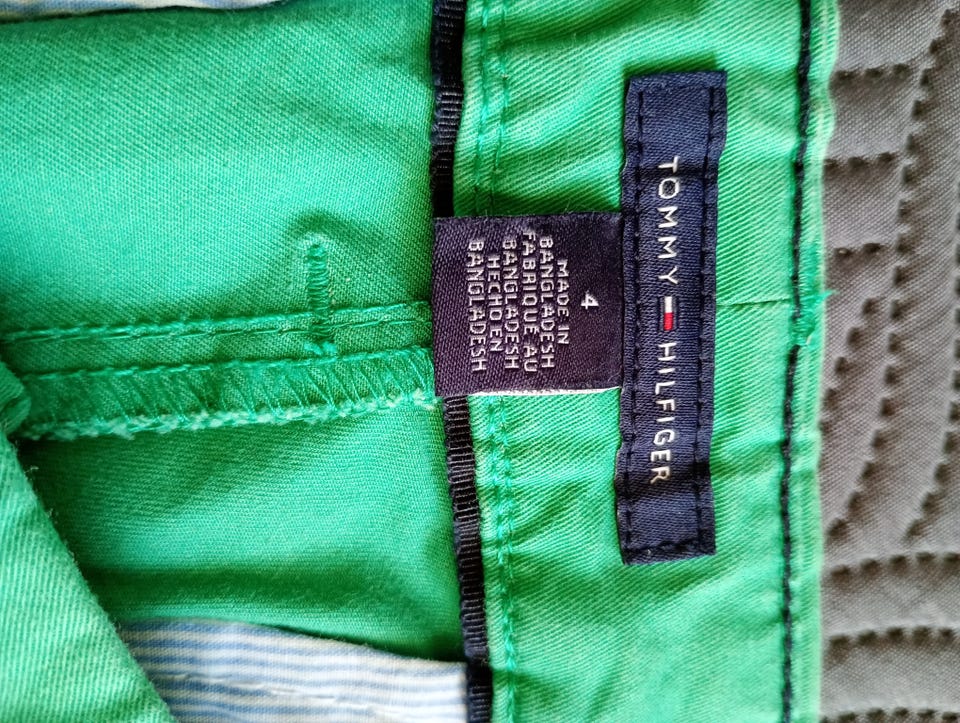 TOMMY HILFIGER
4
MADE IN
BANGLADESH
FABRIQUE AU
BANGLADESH
HECHO EN
BANGLADESH